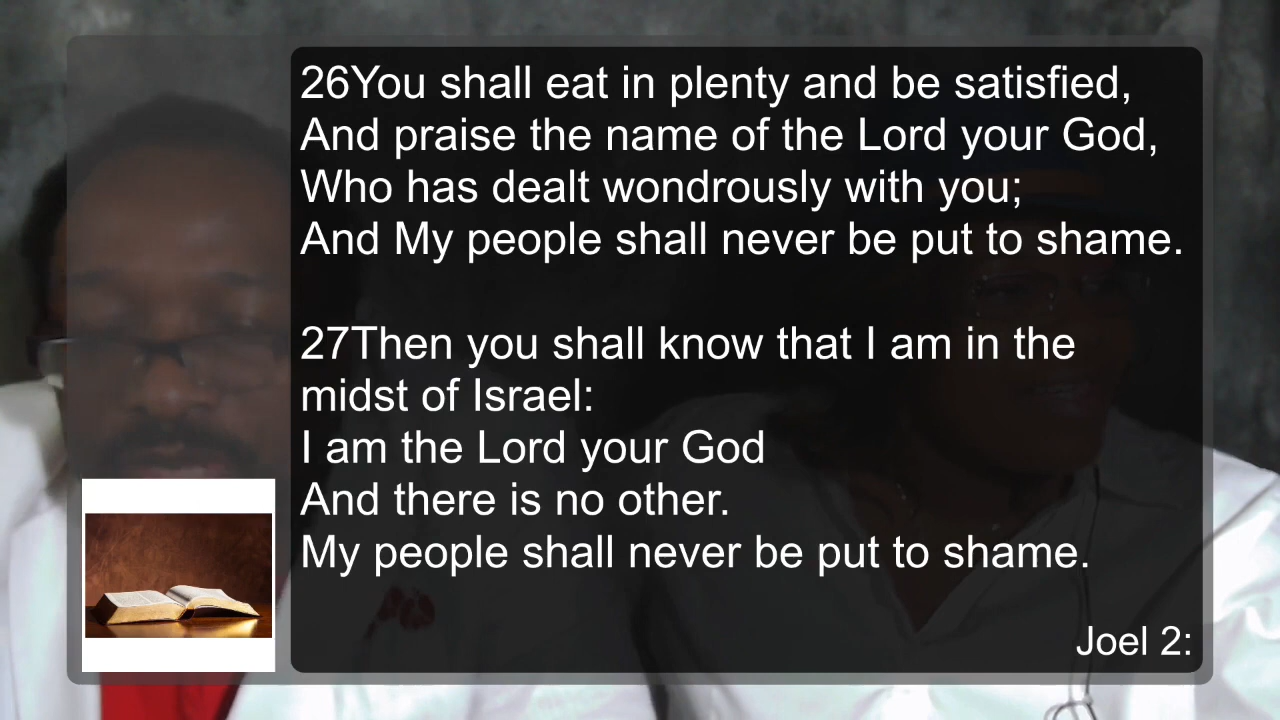 26You shall eat in plenty and be satisfied,
And praise the name of the Lord your God,
Who has dealt wondrously with you;
And My people shall never be put to shame.
27Then you shall know that I am in the
midst of Israel:
I am the Lord your God
And there is no other.
My people shall never be put to shame.
Joel 2: